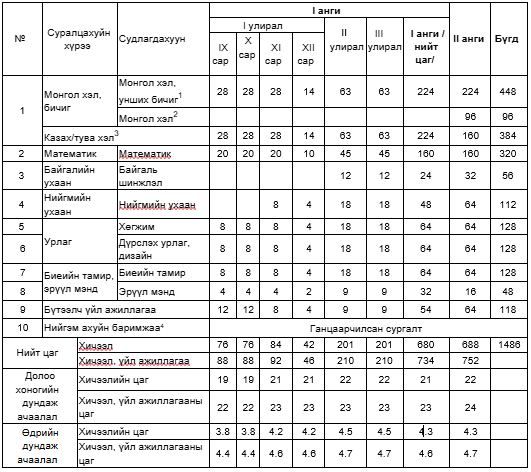 № Суралцахуйн хүрээ Судлагдахуун I анги II анги Бүгд
I улирал II улирал III улирал I анги / нийт цаг/
IX сар X сар XI сар XII сар
1 Монгол хэл, бичиг Монгол хэл, унших бичиг1 28 28 28 14 63 63 224 224 448
Монгол хэл2 96 96
Казах/тува хэл3 28 28 28 14 63 63 224 160 384
2 Математик Математик 20 20 20 10 45 45 160 160 320
3 Байгалийн ухаан Байгаль шинжлэл 12 12 24 32 56
4 Нийгмийн ухаан Нийгмийн ухаан 8 4 18 18 48 64 112
5 Урлаг Хөгжим 8 8 8 4 18 18 64 64 128
6 Дүрслэх урлаг, дизайн 8 8 8 4 18 18 64 64 128
7 Биеийн тамир, эрүүл мэнд Биеийн тамир 8 8 8 4 18 18 64 64 128
8 Эрүүл мэнд 4 4 4 2 9 9 32 16 48
9 Бүтээлч үйл ажиллагаа 12 12 8 4 9 9 54 64 118
10 Нийгэм ахуйн баримжаа4 Ганцаарчилсан сургалт
Нийт цаг Хичээл 76 76 84 42 201 201 680 688 1486
Хичээл, үйл ажиллагаа 88 88 92 46 210 210 734 752
Долоо хоногийн дундаж ачаалал Хичээлийн цаг 19 19 21 21 22 22 21 22
Хичээл, үйл ажиллагааны цаг 22 22 23 23 23 23 23 24
Өдрийн дундаж ачаалал Хичээлийн цаг 3.8 3.8 4.2 4.2 4.5 4.5 4.3 4.3
Хичээл, үйл ажиллагааны цаг 4.4 4.4 4.6 4.6 4.7 4.7 4.6 4.7